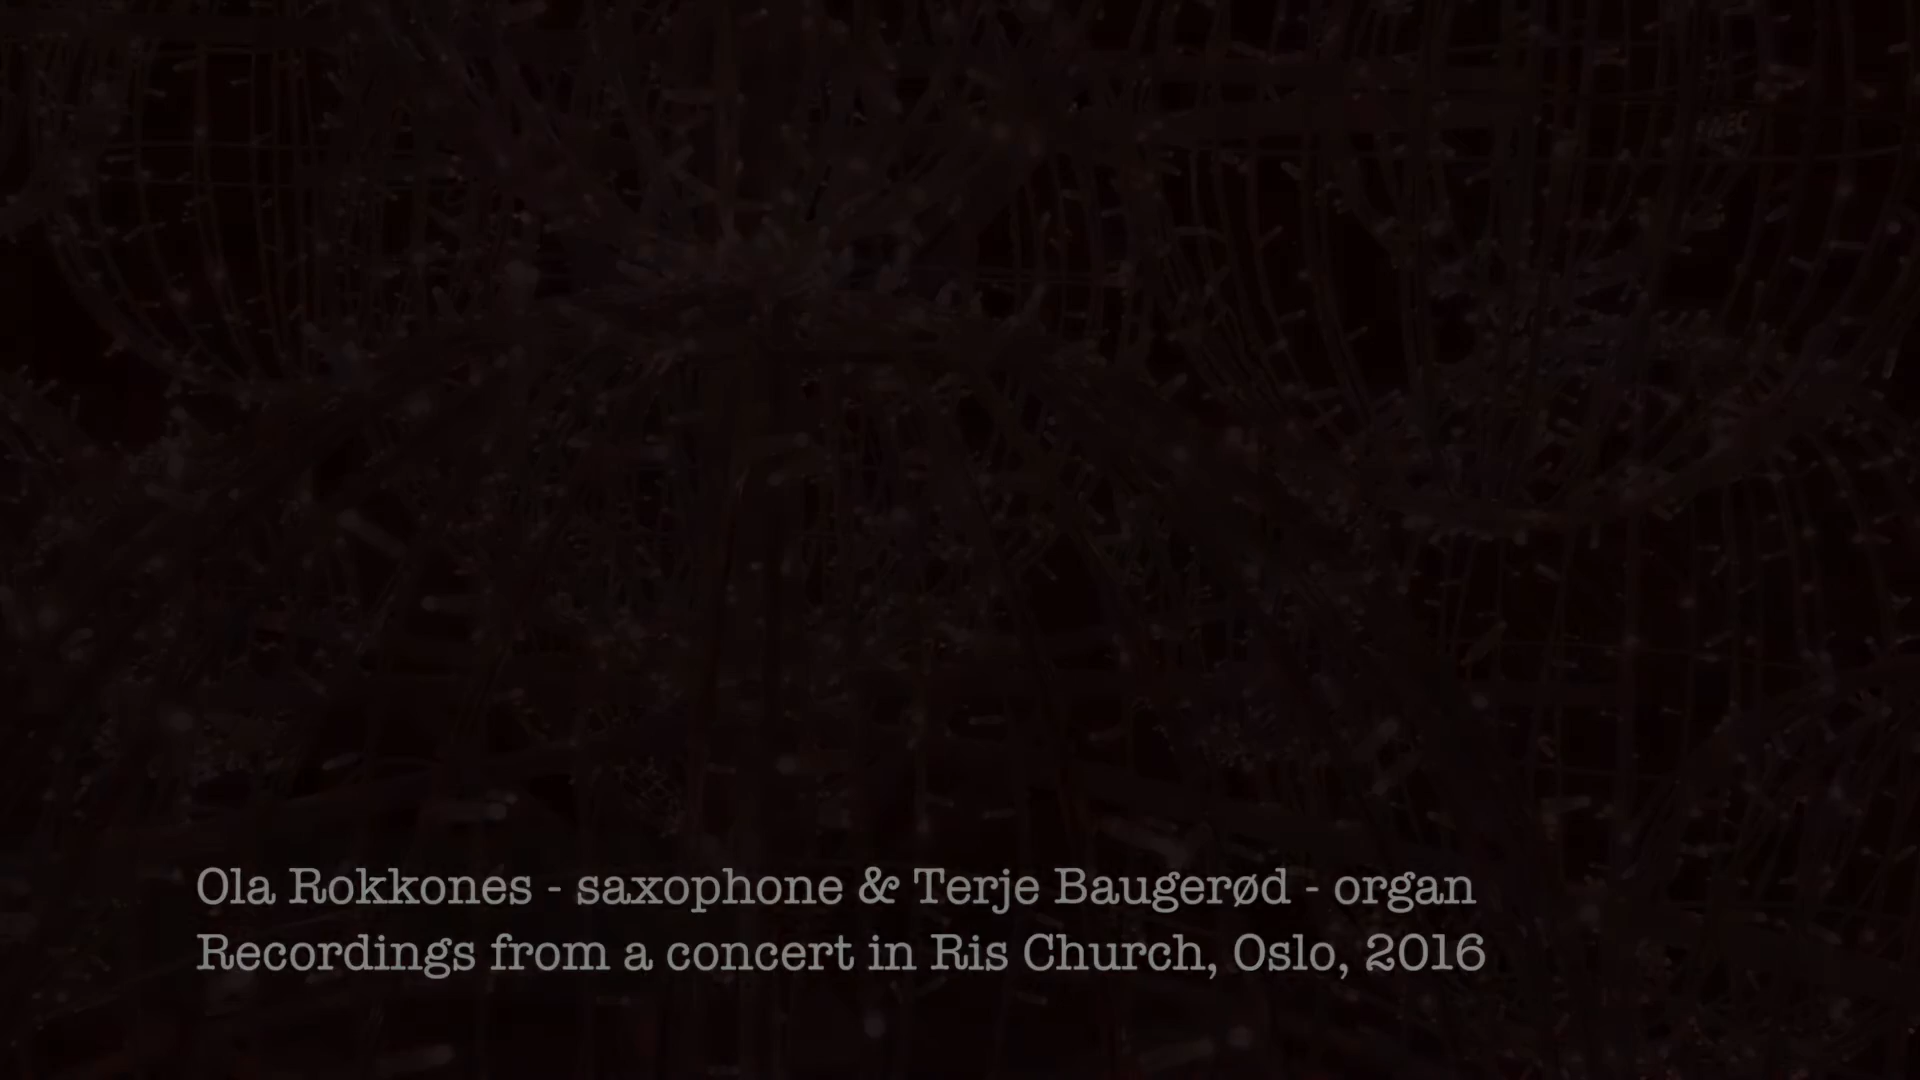 Ola Rokkones - saxophone & Terje Baugerød - organ
Recordings from a concert in Ris Church, Oslo, 2016